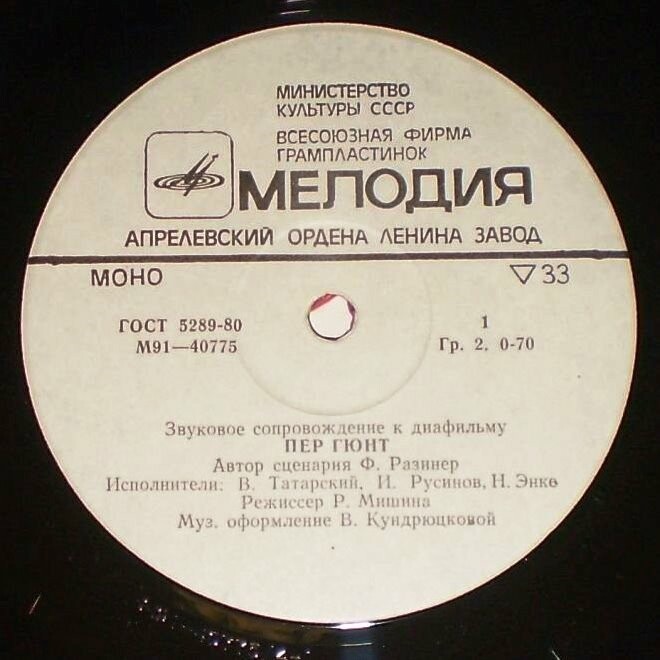 МИНИСТЕРСТВО
КУЛЬТУРЫ СССР
ВСЕСОЮЗНАЯ ФИРМА
ГРАМПЛАСТИНОК
МЕЛОДИЯ
АПРЕЛЕВСКИЙ ОРДЕНА ЛЕНИНА ЗАВОД
МОНО ▽ 33
ГОСТ 5289-80 1
М91—40775 Гр. 2. 0-70
Звуковое сопровождение к диафильму
ПЕР ГЮНТ
Автор сценария Ф. Разинер
Исполнители: В. Татарский, И. Русинов, Н. Энке
Режиссер Р. Мишина
Муз. оформление В. Кундрюцковой